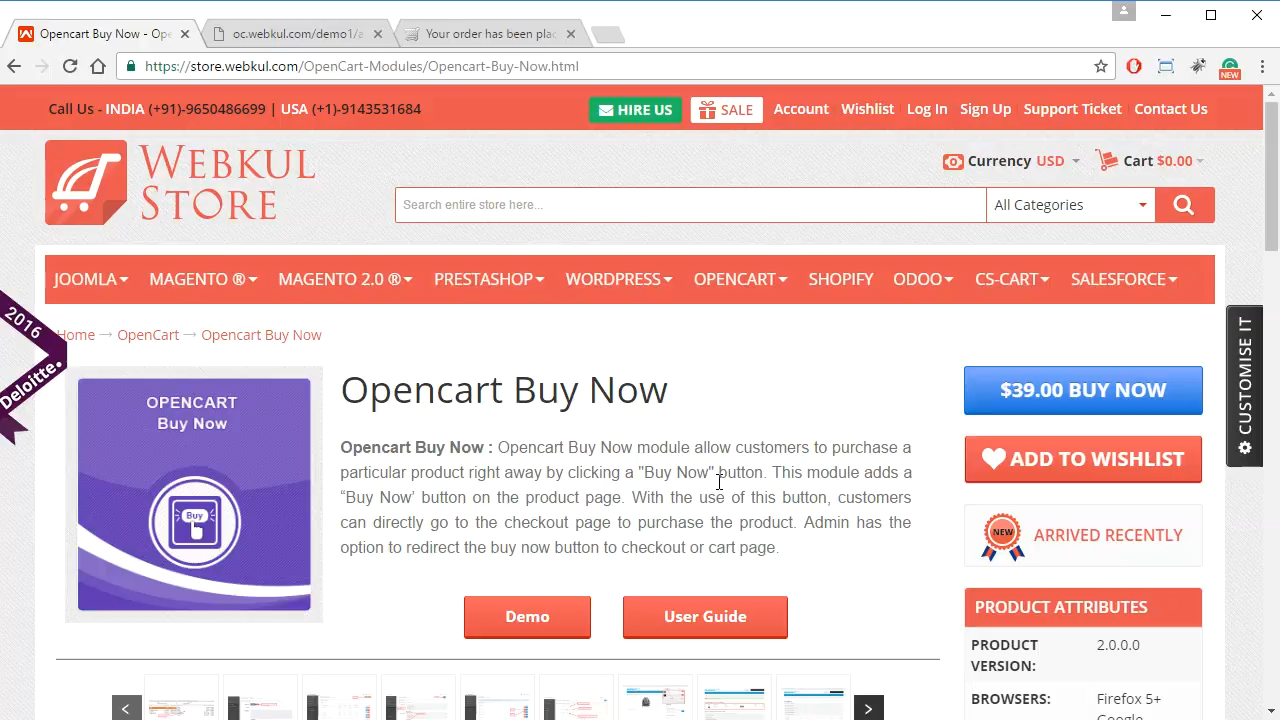 Opencart Buy Now - Ope
oc.webkul.com/demo1/a
Your order has been plac
https://store.webkul.com/OpenCart-Modules/Opencart-Buy-Now.html
NEW
Call Us - INDIA (+91)-9650486699 | USA (+1)-9143531684
HIRE US
SALE
Account
Wishlist
Log In
Sign Up
Support Ticket
Contact Us
WEBKUL
STORE
Currency USD
Cart $0.00
Search entire store here...
All Categories
JOOMLA
MAGENTO ®
MAGENTO 2.0 ®
PRESTASHOP
WORDPRESS
OPENCART
SHOPIFY
ODOO
CS-CART
SALESFORCE
2016
Deloitte.
Home → OpenCart → Opencart Buy Now
CUSTOMISE IT
OPENCART
Buy Now
Buy
Opencart Buy Now
Opencart Buy Now : Opencart Buy Now module allow customers to purchase a
particular product right away by clicking a "Buy Now" button. This module adds a
“Buy Now’ button on the product page. With the use of this button, customers
can directly go to the checkout page to purchase the product. Admin has the
option to redirect the buy now button to checkout or cart page.
Demo
User Guide
$39.00 BUY NOW
ADD TO WISHLIST
NEW
ARRIVED RECENTLY
PRODUCT ATTRIBUTES
PRODUCT
VERSION:
2.0.0.0
BROWSERS:
Firefox 5+